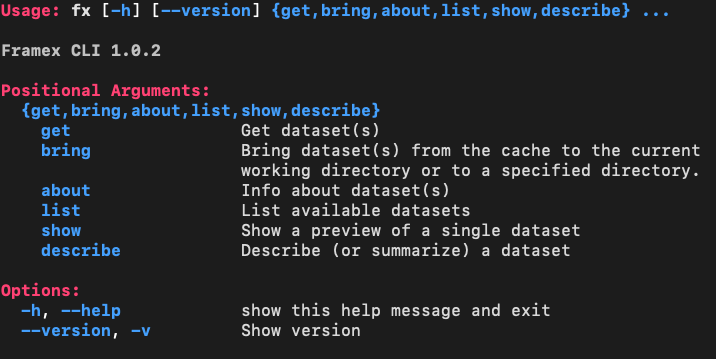 Usage: fx [-h] [--version] {get,bring,about,list,show,describe} ...
Framex CLI 1.0.2
Positional Arguments:
{get,bring,about,list,show,describe}
get Get dataset(s)
bring Bring dataset(s) from the cache to the current
working directory or to a specified directory.
about Info about dataset(s)
list List available datasets
show Show a preview of a single dataset
describe Describe (or summarize) a dataset
Options:
-h, --help show this help message and exit
--version, -v Show version